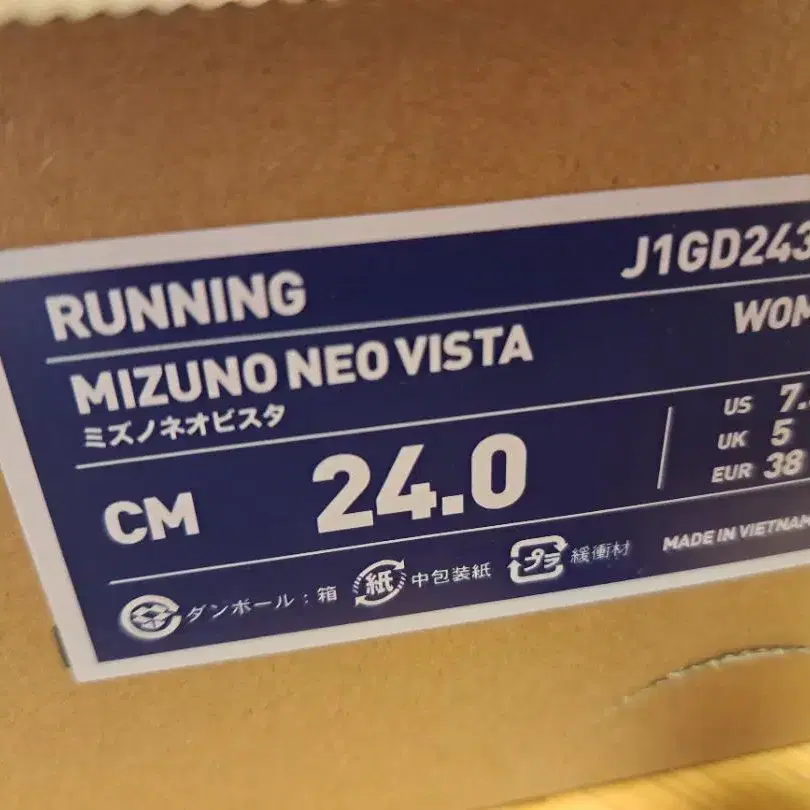 RUNNING J1GD243
MIZUNO NEO VISTA WOM
ミズノネオビスタ
US 7.
UK 5
EUR 38
CM 24.0
ダンボール：箱 紙 中包装紙 プラ 緩衝材 MADE IN VIETNAM